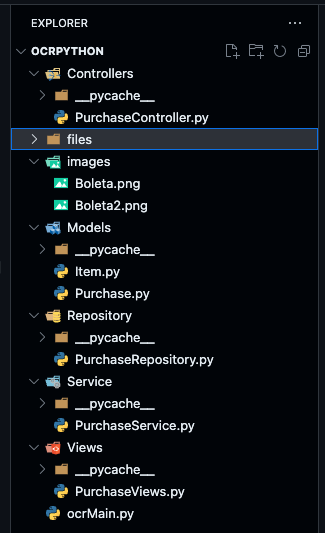 EXPLORER
OCRPYTHON
Controllers
__pycache__
PurchaseController.py
files
images
Boleta.png
Boleta2.png
Models
__pycache__
Item.py
Purchase.py
Repository
__pycache__
PurchaseRepository.py
Service
__pycache__
PurchaseService.py
Views
__pycache__
PurchaseViews.py
ocrMain.py